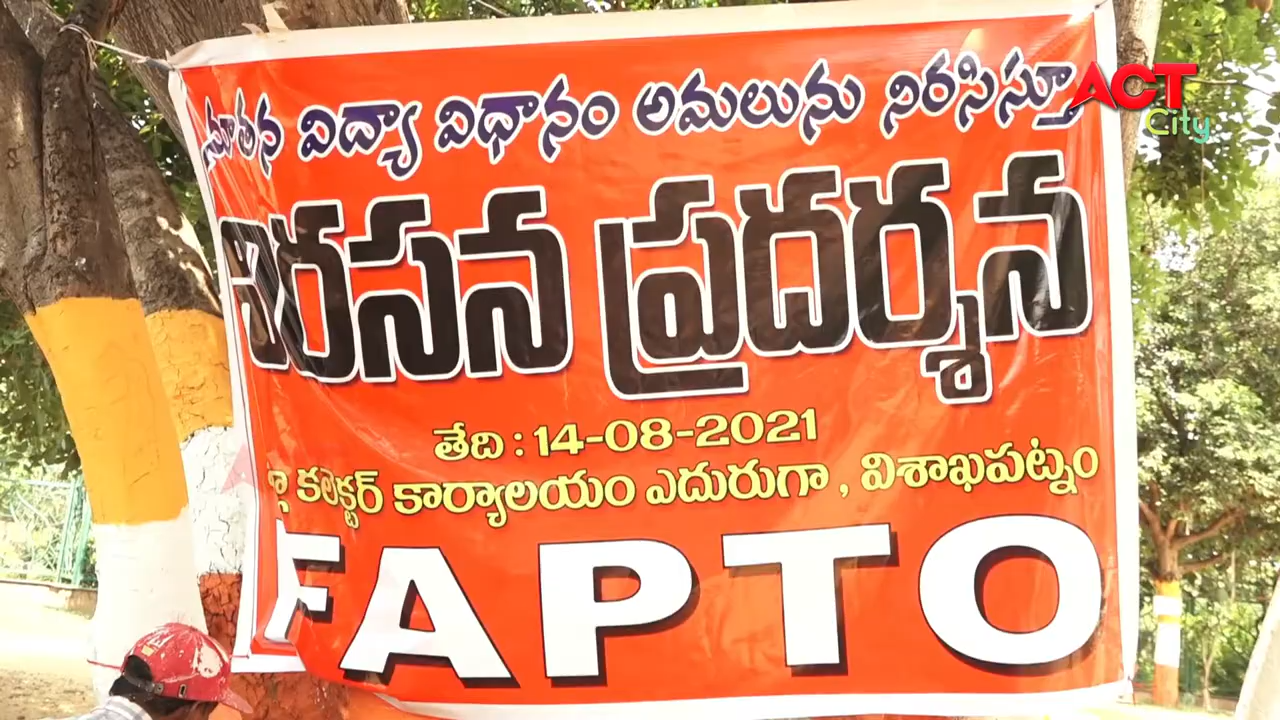 నూతన విద్యా విధానం అమలును నిరసిస్తూ
ACT
City
నిరసన ప్రదర్శన
తేది : 14-08-2021
కలెక్టర్ కార్యాలయం ఎదురుగా , విశాఖపట్నం
FAPTO